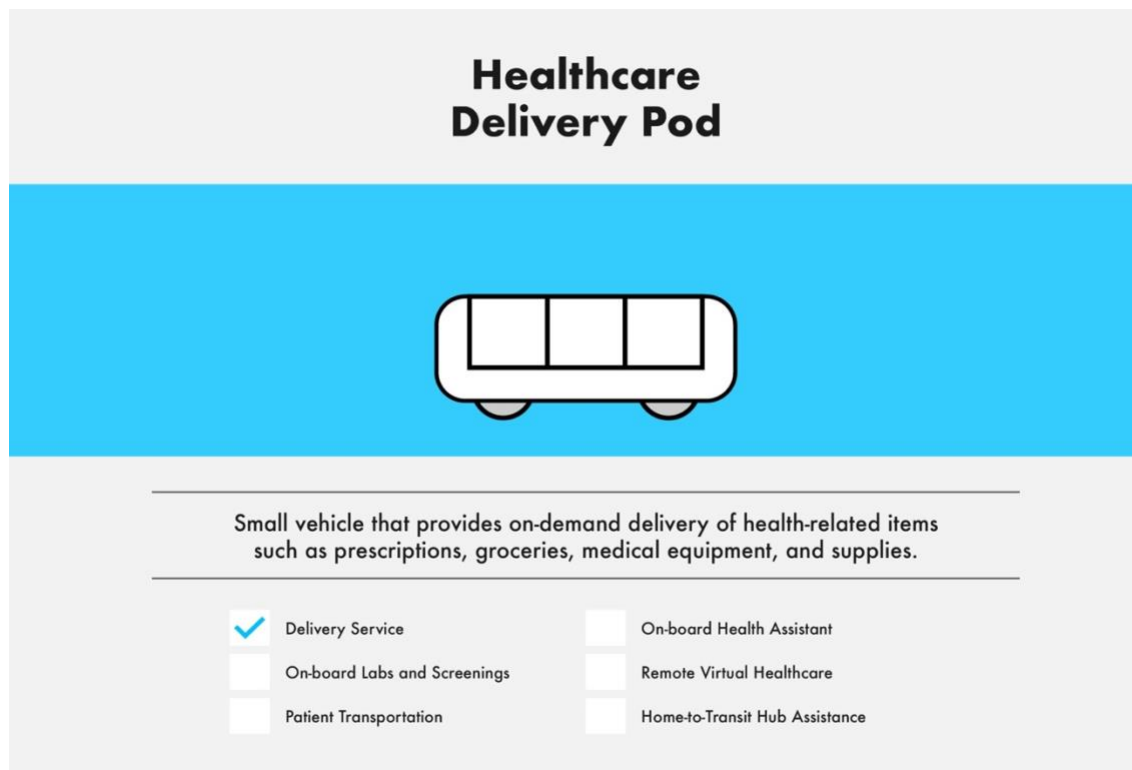 Healthcare
Delivery Pod
Small vehicle that provides on-demand delivery of health-related items
such as prescriptions, groceries, medical equipment, and supplies.
Delivery Service
On-board Labs and Screenings
Patient Transportation
On-board Health Assistant
Remote Virtual Healthcare
Home-to-Transit Hub Assistance